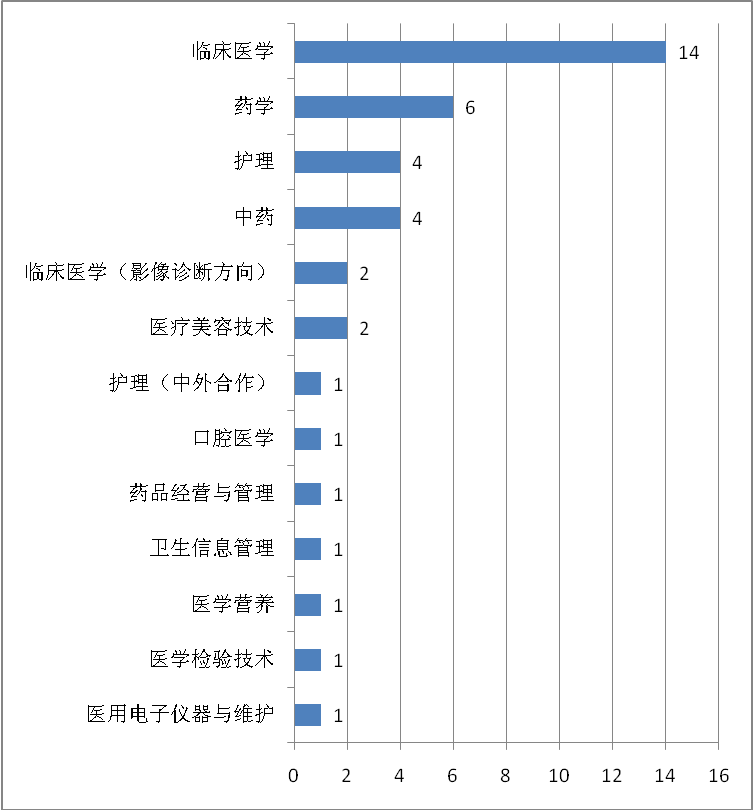 临床医学 14
药学 6
护理 4
中药 4
临床医学（影像诊断方向） 2
医疗美容技术 2
护理（中外合作） 1
口腔医学 1
药品经营与管理 1
卫生信息管理 1
医学营养 1
医学检验技术 1
医用电子仪器与维护 1
0 2 4 6 8 10 12 14 16